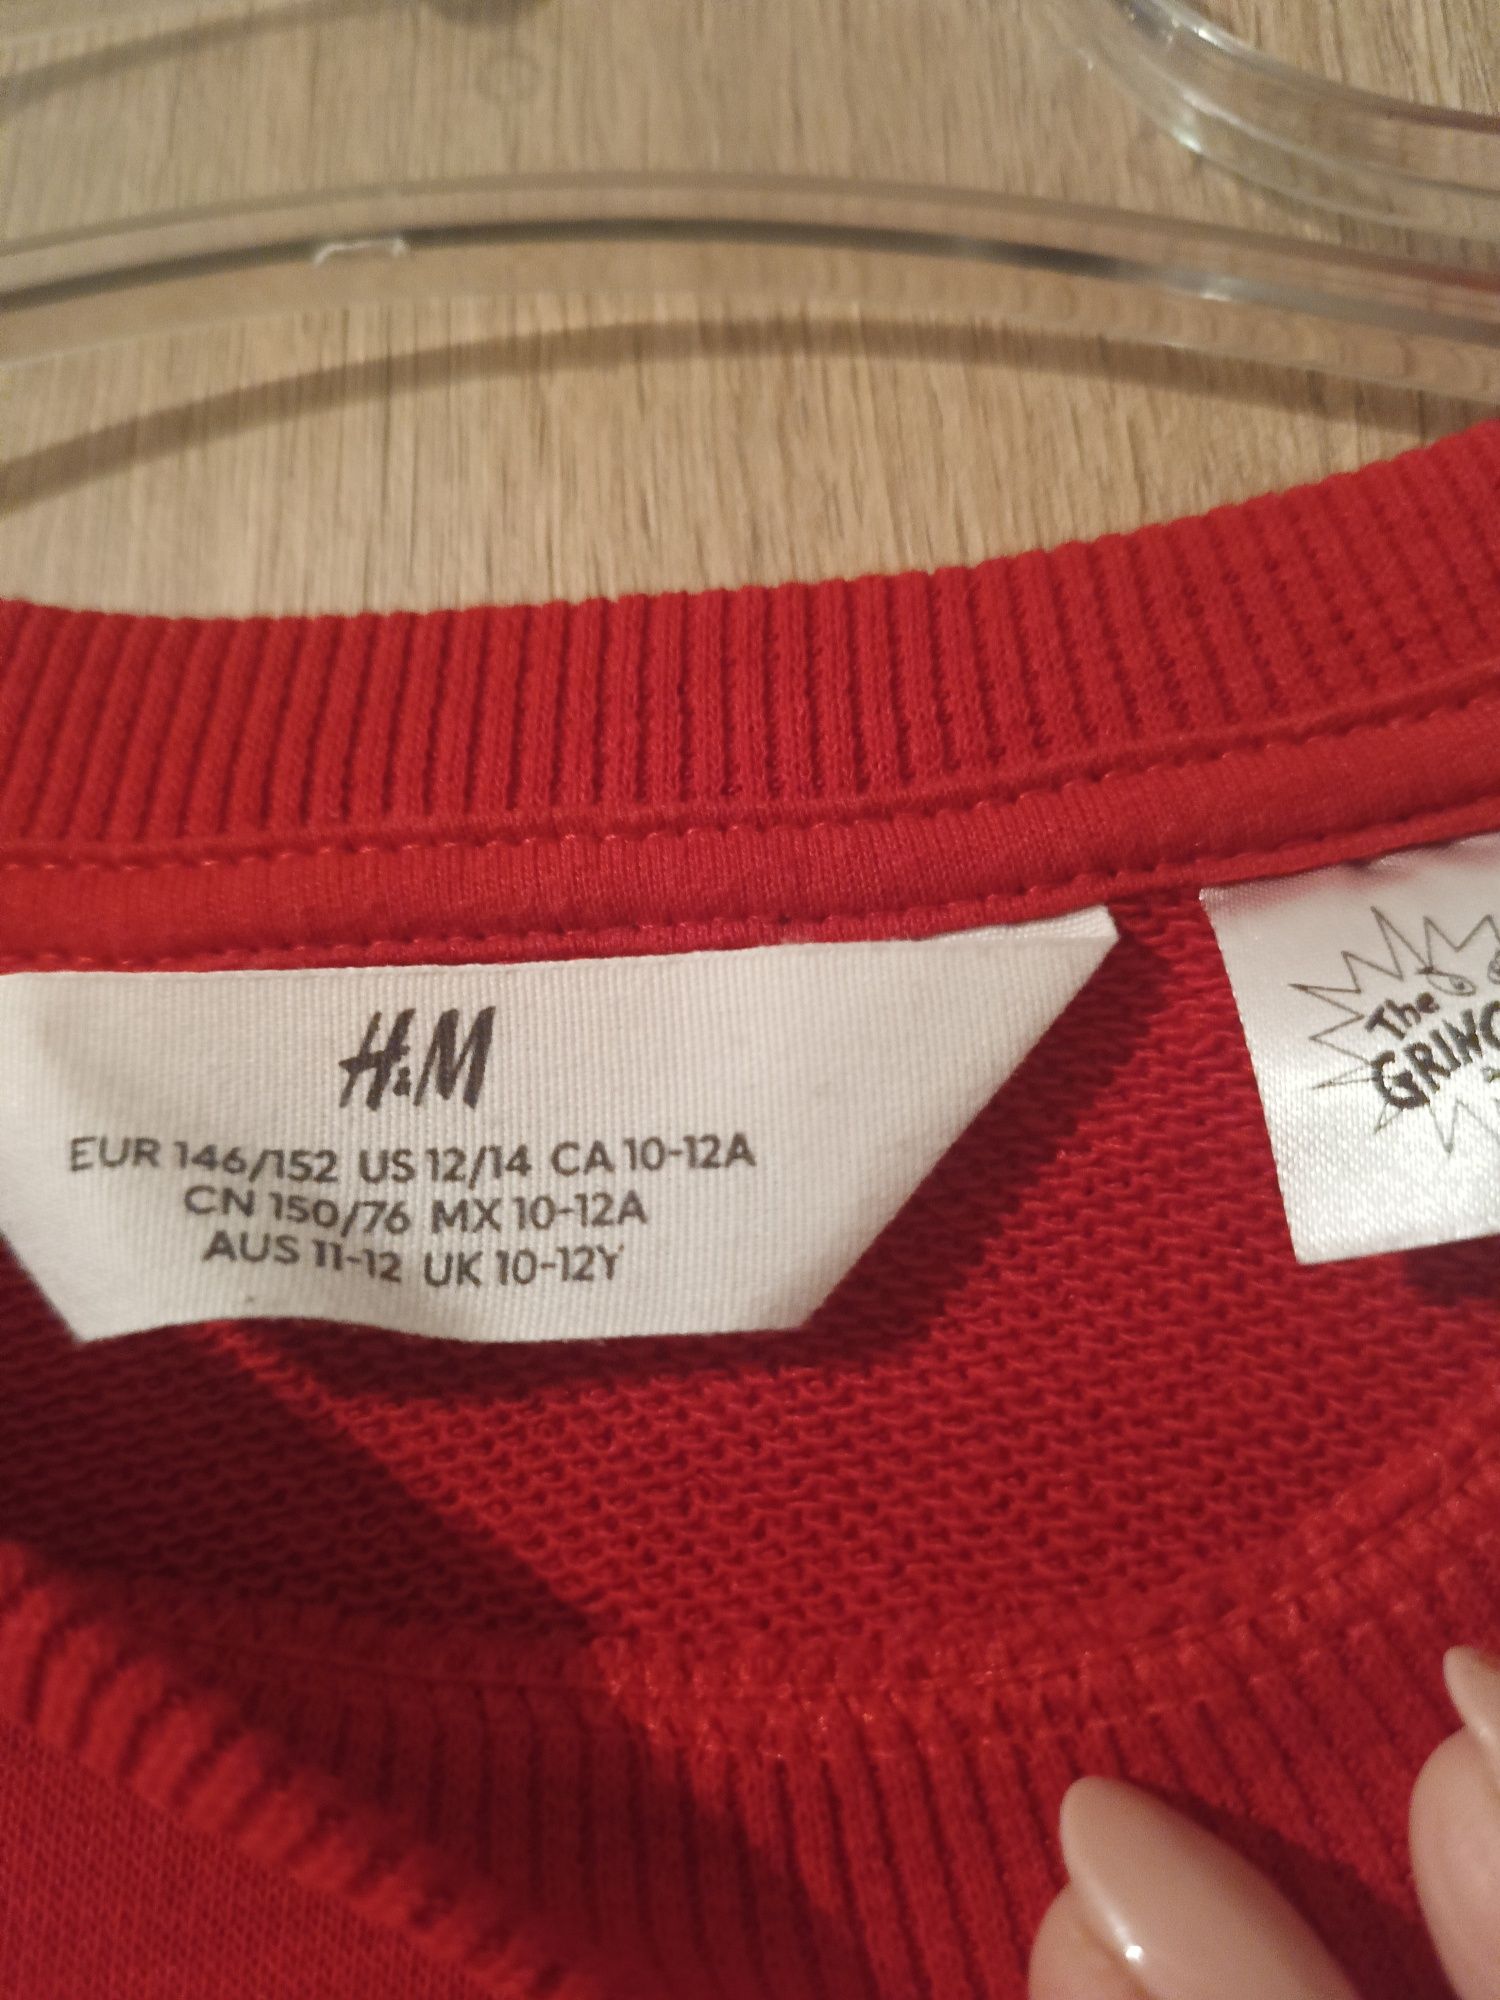 H&M
EUR 146/152 US 12/14 CA 10-12A
CN 150/76 MX 10-12A
AUS 11-12 UK 10-12Y
The